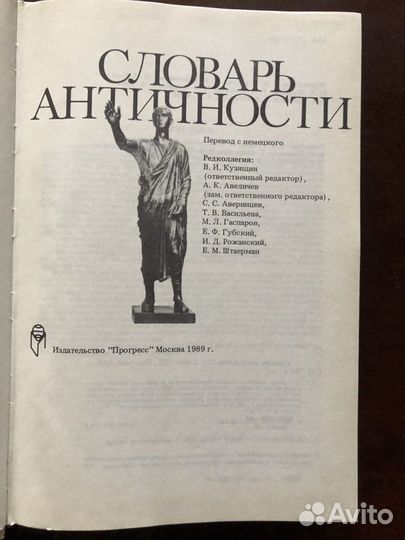 СЛОВАРЬ
АНТИЧНОСТИ
Перевод с немецкого
Редколлегия:
В. И. Кузищин
(ответственный редактор),
А. К. Авеличев
(зам. ответственного редактора),
С. С. Аверинцев,
Т. В. Васильева,
М. Л. Гаспаров,
Е. Ф. Губский,
И. Д. Рожанский,
Е. М. Штаерман
Издательство "Прогресс" Москва 1989 г.
Avito